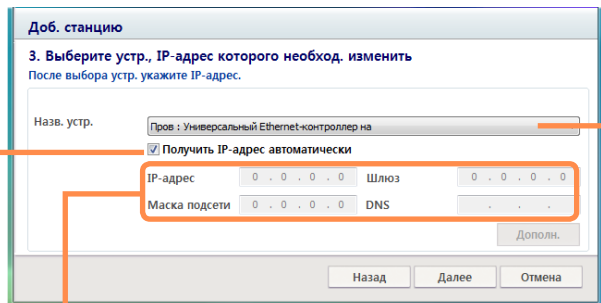 Доб. станцию
3. Выберите устр., IP-адрес которого необход. изменить
После выбора устр. укажите IP-адрес.
Назв. устр.
Пров : Универсальный Ethernet-контроллер на
Получить IP-адрес автоматически
IP-адрес 0 . 0 . 0 . 0 Шлюз 0 . 0 . 0 . 0
Маска подсети 0 . 0 . 0 . 0 DNS . . .
Дополн.
Назад Далее Отмена